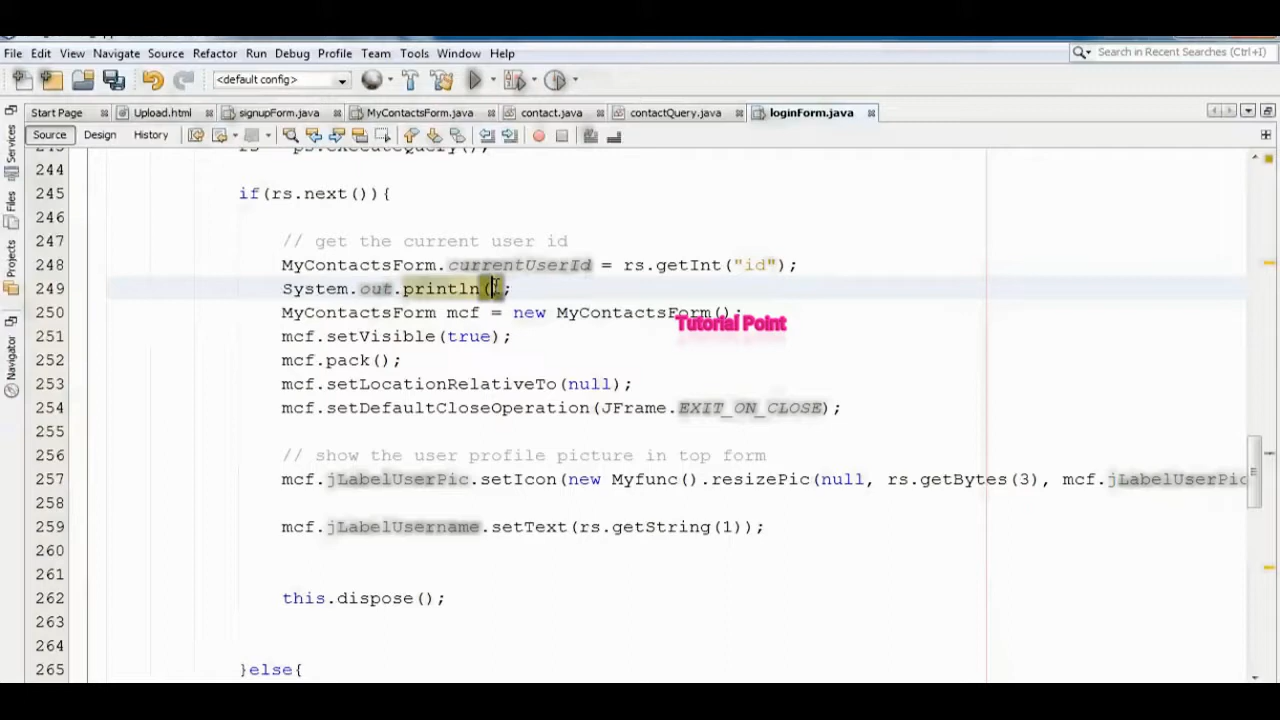 File Edit View Navigate Source Refactor Run Debug Profile Team Tools Window Help
Search in Recent Searches (Ctrl+I)
<default config>
Start Page Upload.html signupForm.java MyContactsForm.java contact.java contactQuery.java loginForm.java
Source Design History
Services
Files
Projects
Navigator
244
245 if(rs.next()){
246
247 // get the current user id
248 MyContactsForm.currentUserId = rs.getInt("id");
249 System.out.println();
250 MyContactsForm mcf = new MyContactsForm();
251 mcf.setVisible(true);
252 mcf.pack();
253 mcf.setLocationRelativeTo(null);
254 mcf.setDefaultCloseOperation(JFrame.EXIT_ON_CLOSE);
255
256 // show the user profile picture in top form
257 mcf.jLabelUserPic.setIcon(new Myfunc().resizePic(null, rs.getBytes(3), mcf.jLabelUserPic
258
259 mcf.jLabelUsername.setText(rs.getString(1));
260
261
262 this.dispose();
263
264
265 }else{
Tutorial Point